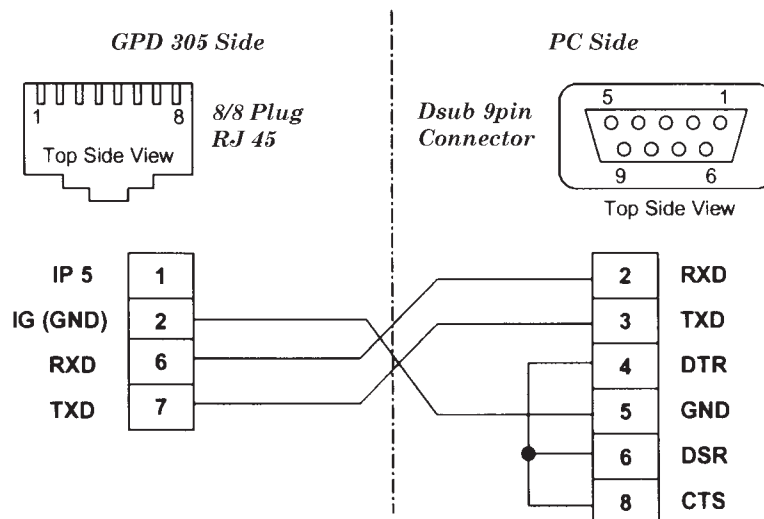 GPD 305 Side
PC Side
1 8
Top Side View
8/8 Plug
RJ 45
Dsub 9pin
Connector
5 1
9 6
Top Side View
IP 5 1
IG (GND) 2
RXD 6
TXD 7
2 RXD
3 TXD
4 DTR
5 GND
6 DSR
8 CTS